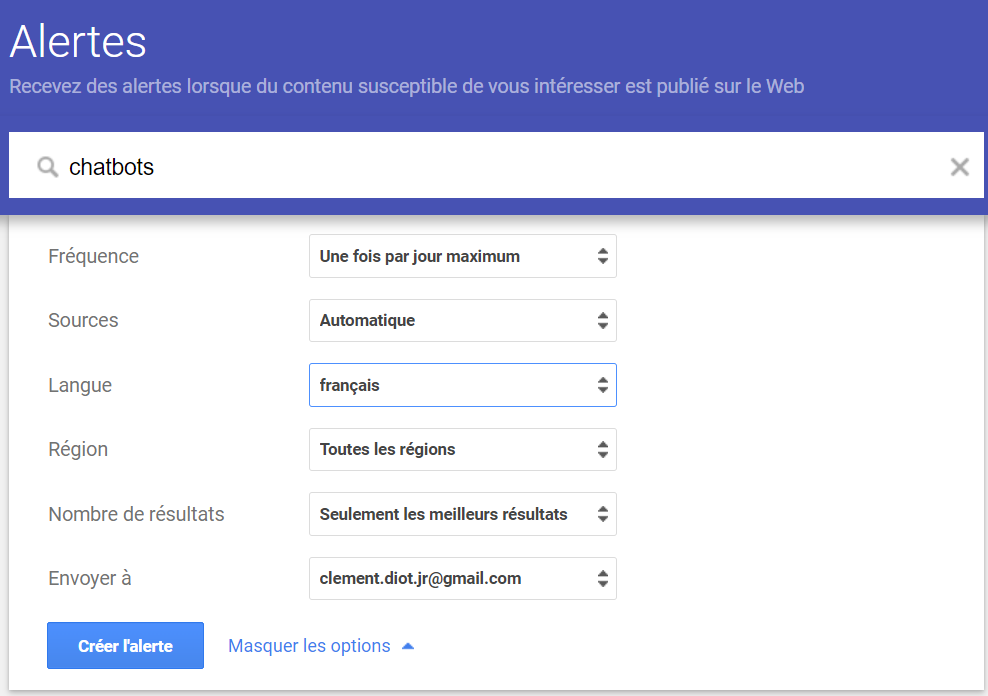 Alertes
Recevez des alertes lorsque du contenu susceptible de vous intéresser est publié sur le Web
chatbots
Fréquence Une fois par jour maximum
Sources Automatique
Langue français
Région Toutes les régions
Nombre de résultats Seulement les meilleurs résultats
Envoyer à clement.diot.jr@gmail.com
Créer l'alerte Masquer les options